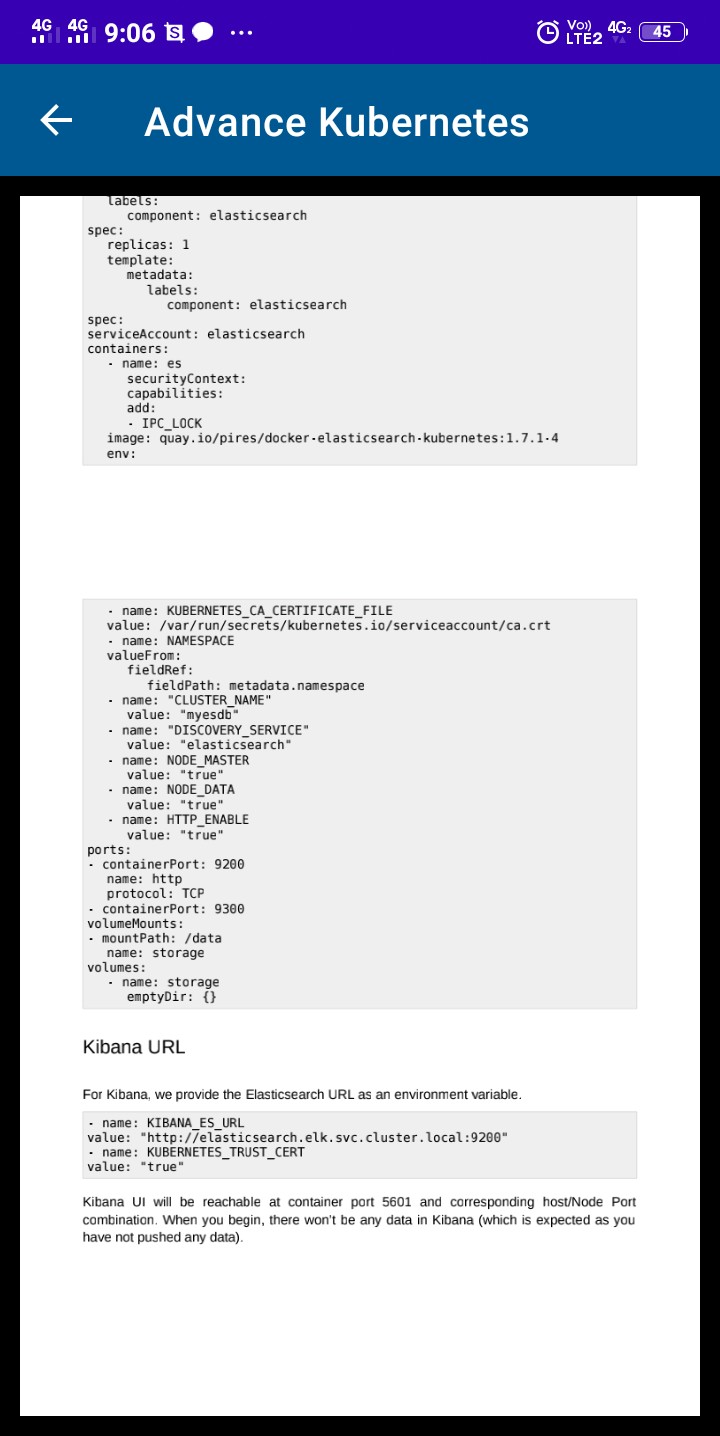 4G 4G 9:06 S ... Vo)) LTE2 4G2 45
Advance Kubernetes
labels:
component: elasticsearch
spec:
replicas: 1
template:
metadata:
labels:
component: elasticsearch
spec:
serviceAccount: elasticsearch
containers:
- name: es
securityContext:
capabilities:
add:
- IPC_LOCK
image: quay.io/pires/docker-elasticsearch-kubernetes:1.7.1-4
env:
- name: KUBERNETES_CA_CERTIFICATE_FILE
value: /var/run/secrets/kubernetes.io/serviceaccount/ca.crt
- name: NAMESPACE
valueFrom:
fieldRef:
fieldPath: metadata.namespace
- name: "CLUSTER_NAME"
value: "myesdb"
- name: "DISCOVERY_SERVICE"
value: "elasticsearch"
- name: NODE_MASTER
value: "true"
- name: NODE_DATA
value: "true"
- name: HTTP_ENABLE
value: "true"
ports:
- containerPort: 9200
name: http
protocol: TCP
- containerPort: 9300
volumeMounts:
- mountPath: /data
name: storage
volumes:
- name: storage
emptyDir: {}
Kibana URL
For Kibana, we provide the Elasticsearch URL as an environment variable.
- name: KIBANA_ES_URL
value: "http://elasticsearch.elk.svc.cluster.local:9200"
- name: KUBERNETES_TRUST_CERT
value: "true"
Kibana UI will be reachable at container port 5601 and corresponding host/Node Port
combination. When you begin, there won't be any data in Kibana (which is expected as you
have not pushed any data).